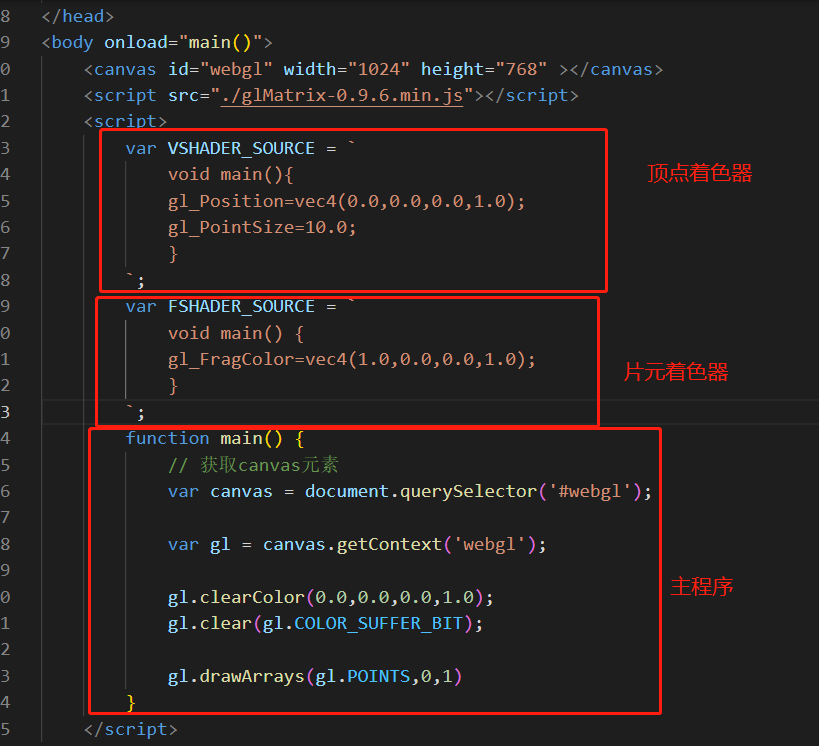 8 </head>
9 <body onload="main()">
0 <canvas id="webgl" width="1024" height="768" ></canvas>
1 <script src="./glMatrix-0.9.6.min.js"></script>
2 <script>
3 var VSHADER_SOURCE = `
4 void main(){
5 gl_Position=vec4(0.0,0.0,0.0,1.0);
6 gl_PointSize=10.0;
7 }
8 `;
顶点着色器
9 var FSHADER_SOURCE = `
0 void main() {
1 gl_FragColor=vec4(1.0,0.0,0.0,1.0);
2 }
3 `;
片元着色器
4 function main() {
5 // 获取canvas元素
6 var canvas = document.querySelector('#webgl');
7
8 var gl = canvas.getContext('webgl');
9
0 gl.clearColor(0.0,0.0,0.0,1.0);
1 gl.clear(gl.COLOR_SUFFER_BIT);
2
3 gl.drawArrays(gl.POINTS,0,1)
4 }
主程序
5 </script>